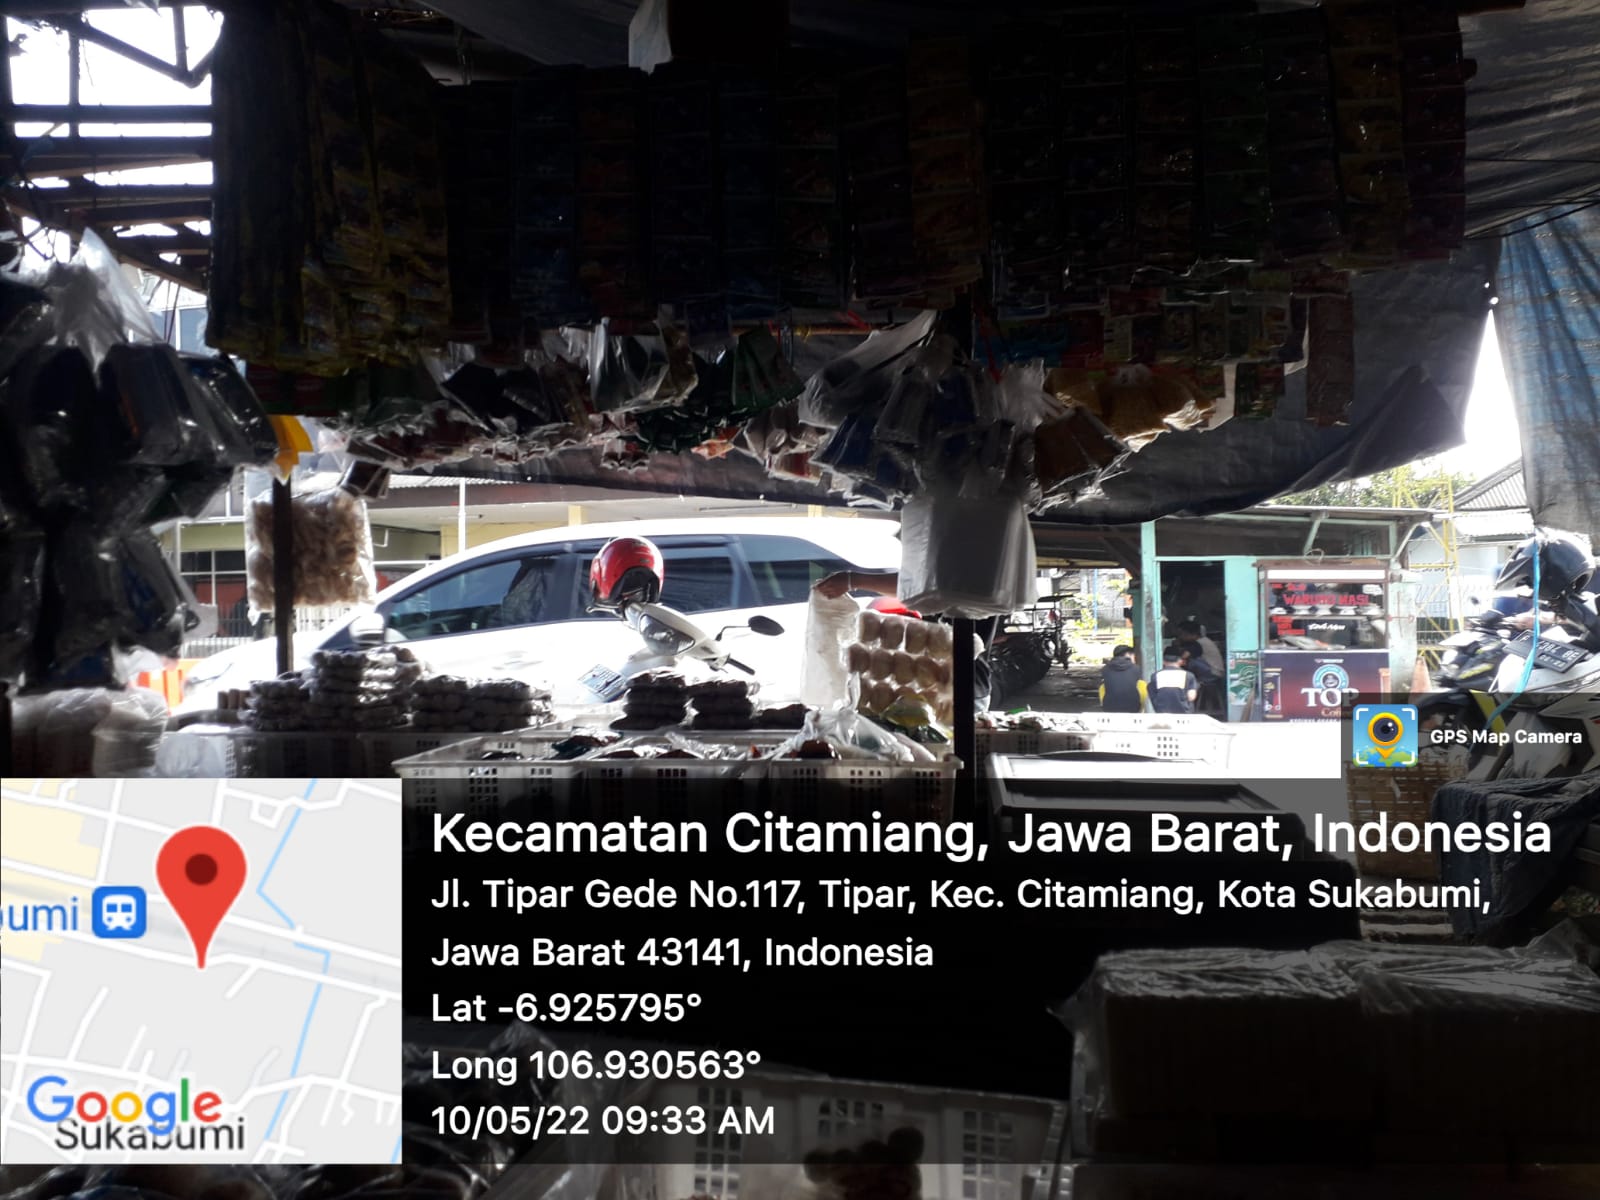 WARUNG NASI
TOP
GPS Map Camera
Kecamatan Citamiang, Jawa Barat, Indonesia
Jl. Tipar Gede No.117, Tipar, Kec. Citamiang, Kota Sukabumi,
Jawa Barat 43141, Indonesia
Lat -6.925795°
Long 106.930563°
10/05/22 09:33 AM
umi
Google
Sukabumi